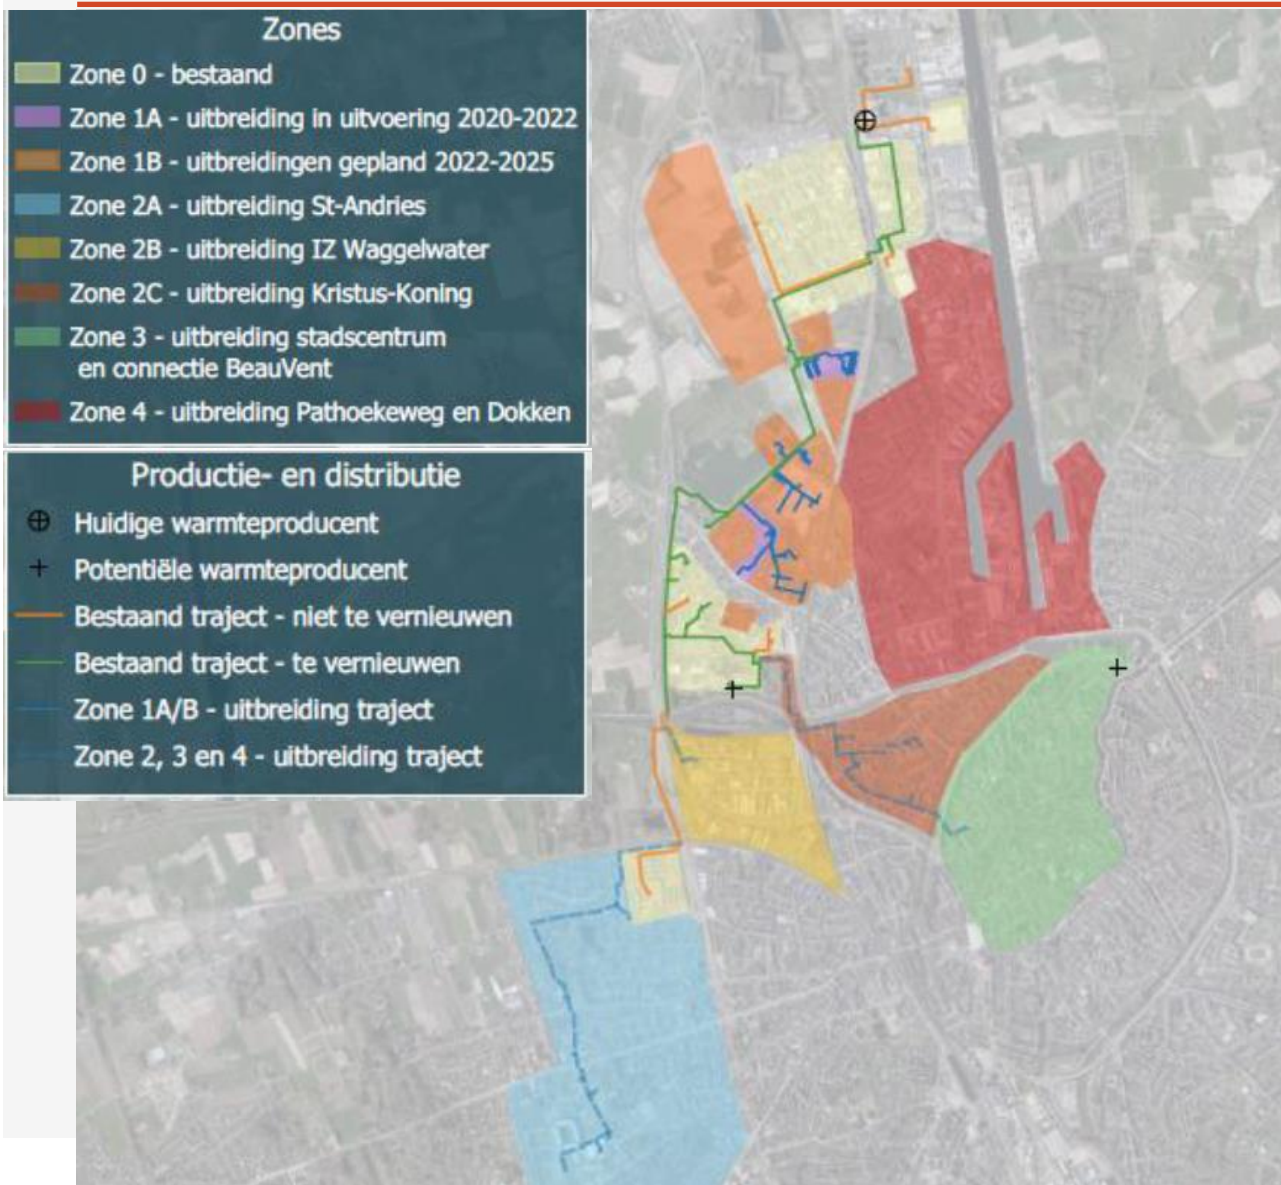 Zones
Zone 0 - bestaand
Zone 1A - uitbreiding in uitvoering 2020-2022
Zone 1B - uitbreidingen gepland 2022-2025
Zone 2A - uitbreiding St-Andries
Zone 2B - uitbreiding IZ Waggelwater
Zone 2C - uitbreiding Kristus-Koning
Zone 3 - uitbreiding stadscentrum
en connectie BeauVent
Zone 4 - uitbreiding Pathoekeweg en Dokken
Productie- en distributie
Huidige warmteproducent
Potentiële warmteproducent
Bestaand traject - niet te vernieuwen
Bestaand traject - te vernieuwen
Zone 1A/B - uitbreiding traject
Zone 2, 3 en 4 - uitbreiding traject